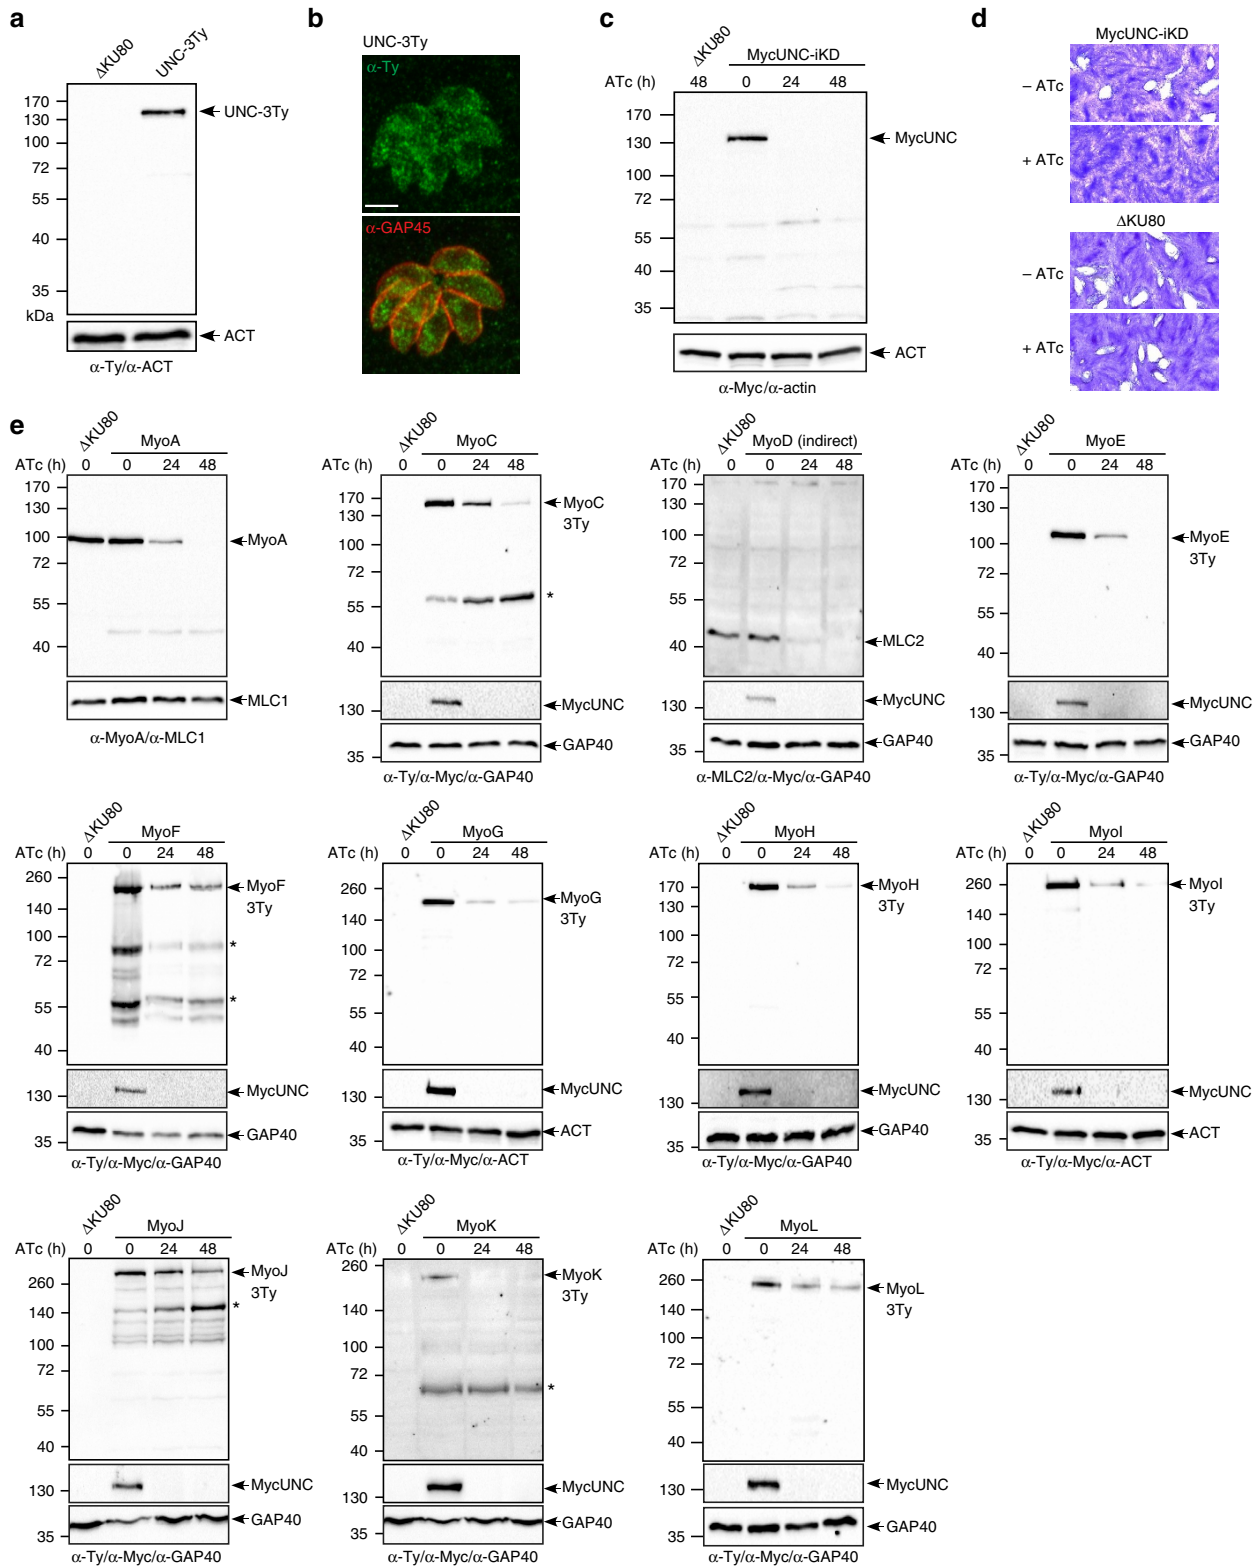 a
ΔKU80
UNC-3Ty
170
130
100
72
55
40
35
kDa
UNC-3Ty
ACT
α-Ty/α-ACT
b
UNC-3Ty
α-Ty
α-GAP45
c
ΔKU80
MycUNC-iKD
ATc (h)
48 0 24 48
170
130
100
72
55
40
35
MycUNC
ACT
α-Myc/α-actin
d
MycUNC-iKD
– ATc
+ ATc
ΔKU80
– ATc
+ ATc
e
ΔKU80
MyoA
ATc (h) 0 0 24 48
170
130
100
72
55
40
MyoA
MLC1
α-MyoA/α-MLC1
ΔKU80
MyoC
ATc (h) 0 0 24 48
170
130
100
72
55
40
130
35
MyoC
3Ty
*
MycUNC
GAP40
α-Ty/α-Myc/α-GAP40
ΔKU80
MyoD (indirect)
ATc (h) 0 0 24 48
170
130
100
72
55
40
130
35
MLC2
MycUNC
GAP40
α-MLC2/α-Myc/α-GAP40
ΔKU80
MyoE
ATc (h) 0 0 24 48
170
130
100
72
55
40
130
35
MyoE
3Ty
MycUNC
GAP40
α-Ty/α-Myc/α-GAP40
ΔKU80
MyoF
ATc (h) 0 0 24 48
260
140
100
72
55
40
130
35
MyoF
3Ty
*
*
MycUNC
GAP40
α-Ty/α-Myc/α-GAP40
ΔKU80
MyoG
ATc (h) 0 0 24 48
260
140
100
72
55
40
130
35
MyoG
3Ty
MycUNC
ACT
α-Ty/α-Myc/α-ACT
ΔKU80
MyoH
ATc (h) 0 0 24 48
170
130
100
72
55
40
130
35
MyoH
3Ty
MycUNC
GAP40
α-Ty/α-Myc/α-GAP40
ΔKU80
MyoI
ATc (h) 0 0 24 48
260
140
100
72
55
40
130
35
MyoI
3Ty
MycUNC
ACT
α-Ty/α-Myc/α-ACT
ΔKU80
MyoJ
ATc (h) 0 0 24 48
260
140
100
72
55
40
130
35
MyoJ
3Ty
*
MycUNC
GAP40
α-Ty/α-Myc/α-GAP40
ΔKU80
MyoK
ATc (h) 0 0 24 48
260
140
100
72
55
40
130
35
MyoK
3Ty
*
MycUNC
GAP40
α-Ty/α-Myc/α-GAP40
ΔKU80
MyoL
ATc (h) 0 0 24 48
260
140
100
72
55
40
130
35
MyoL
3Ty
MycUNC
GAP40
α-Ty/α-Myc/α-GAP40